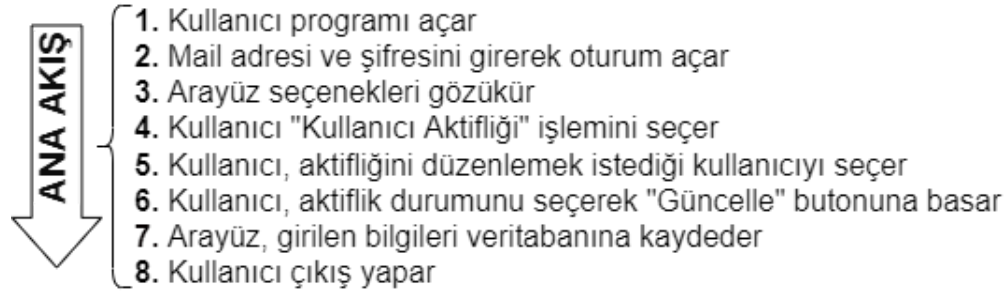 ANA AKIŞ
1. Kullanıcı programı açar
2. Mail adresi ve şifresini girerek oturum açar
3. Arayüz seçenekleri gözükür
4. Kullanıcı "Kullanıcı Aktifliği" işlemini seçer
5. Kullanıcı, aktifliğini düzenlemek istediği kullanıcıyı seçer
6. Kullanıcı, aktiflik durumunu seçerek "Güncelle" butonuna basar
7. Arayüz, girilen bilgileri veritabanına kaydeder
8. Kullanıcı çıkış yapar